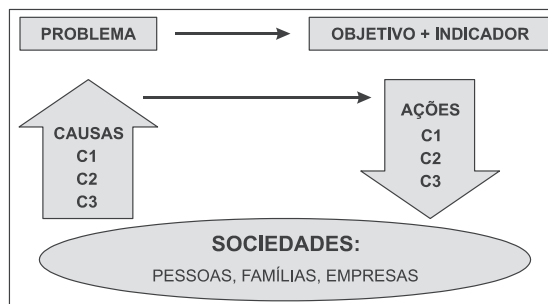 PROBLEMA
OBJETIVO + INDICADOR
CAUSAS
C1
C2
C3
AÇÕES
C1
C2
C3
SOCIEDADES:
PESSOAS, FAMÍLIAS, EMPRESAS